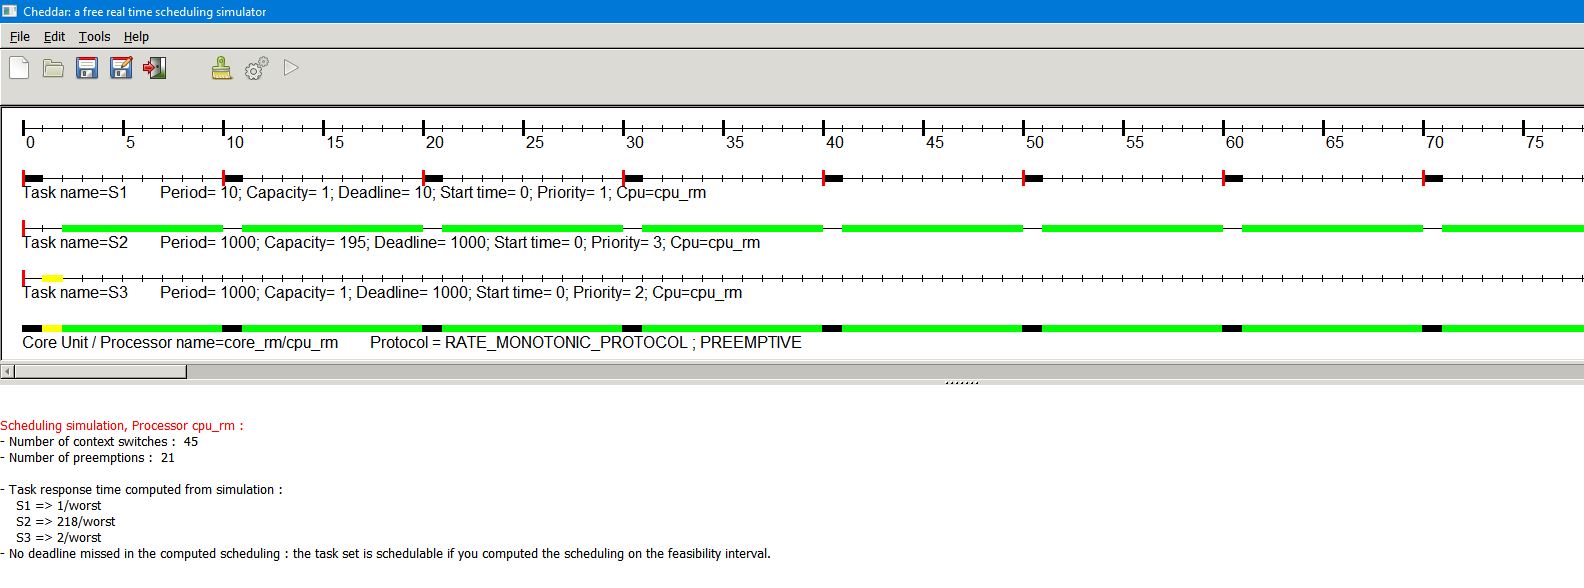 Cheddar: a free real time scheduling simulator
File Edit Tools Help
0 5 10 15 20 25 30 35 40 45 50 55 60 65 70 75
Task name=S1 Period= 10; Capacity= 1; Deadline= 10; Start time= 0; Priority= 1; Cpu=cpu_rm
Task name=S2 Period= 1000; Capacity= 195; Deadline= 1000; Start time= 0; Priority= 3; Cpu=cpu_rm
Task name=S3 Period= 1000; Capacity= 1; Deadline= 1000; Start time= 0; Priority= 2; Cpu=cpu_rm
Core Unit / Processor name=core_rm/cpu_rm Protocol = RATE_MONOTONIC_PROTOCOL ; PREEMPTIVE
Scheduling simulation, Processor cpu_rm :
- Number of context switches : 45
- Number of preemptions : 21
- Task response time computed from simulation :
S1 => 1/worst
S2 => 218/worst
S3 => 2/worst
- No deadline missed in the computed scheduling : the task set is schedulable if you computed the scheduling on the feasibility interval.